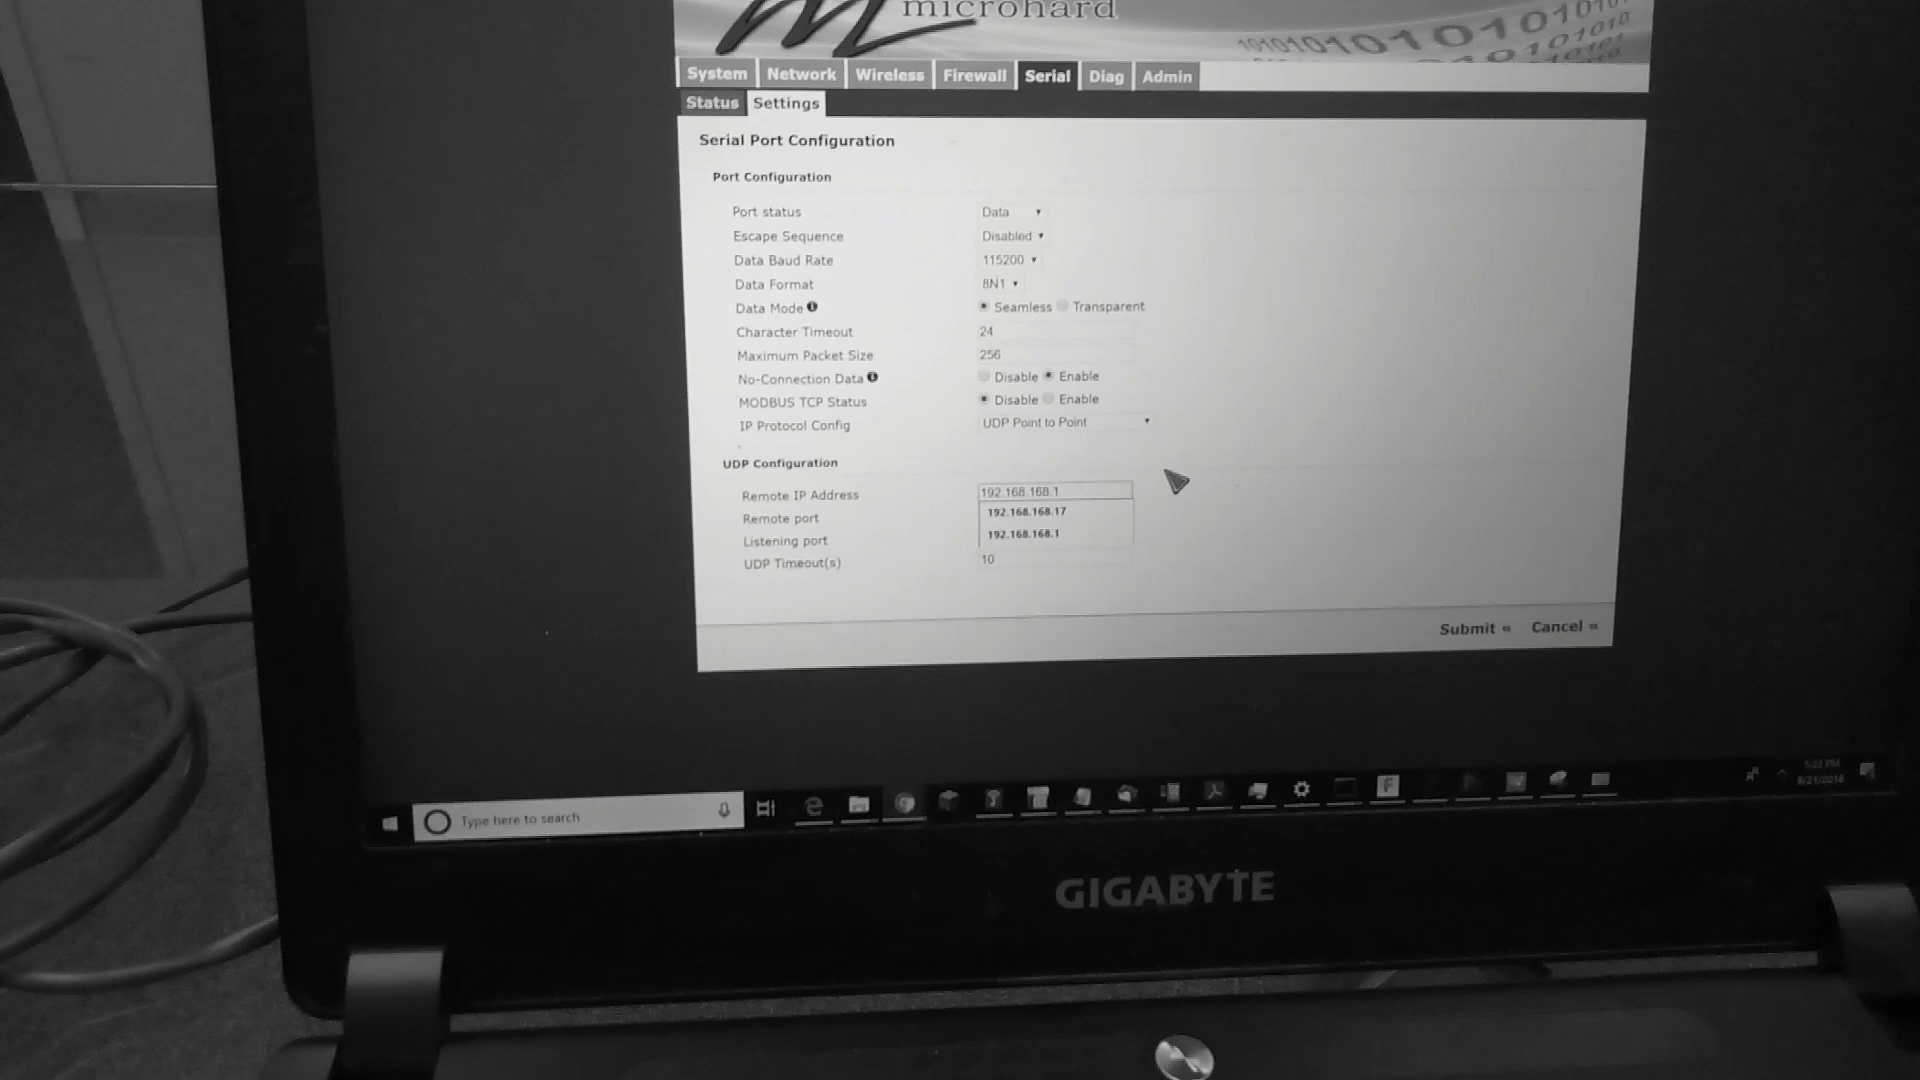 microhard
System Network Wireless Firewall Serial Diag Admin
Status Settings
Serial Port Configuration
Port Configuration
Port status Data
Escape Sequence Disabled
Data Baud Rate 115200
Data Format 8N1
Data Mode Seamless Transparent
Character Timeout 24
Maximum Packet Size 256
No-Connection Data Disable Enable
MODBUS TCP Status Disable Enable
IP Protocol Config UDP Point to Point
UDP Configuration
Remote IP Address 192.168.168.1
Remote port 192.168.168.17
Listening port 192.168.168.1
UDP Timeout(s) 10
Submit « Cancel «
Type here to search
5:22 PM
GIGABYTE